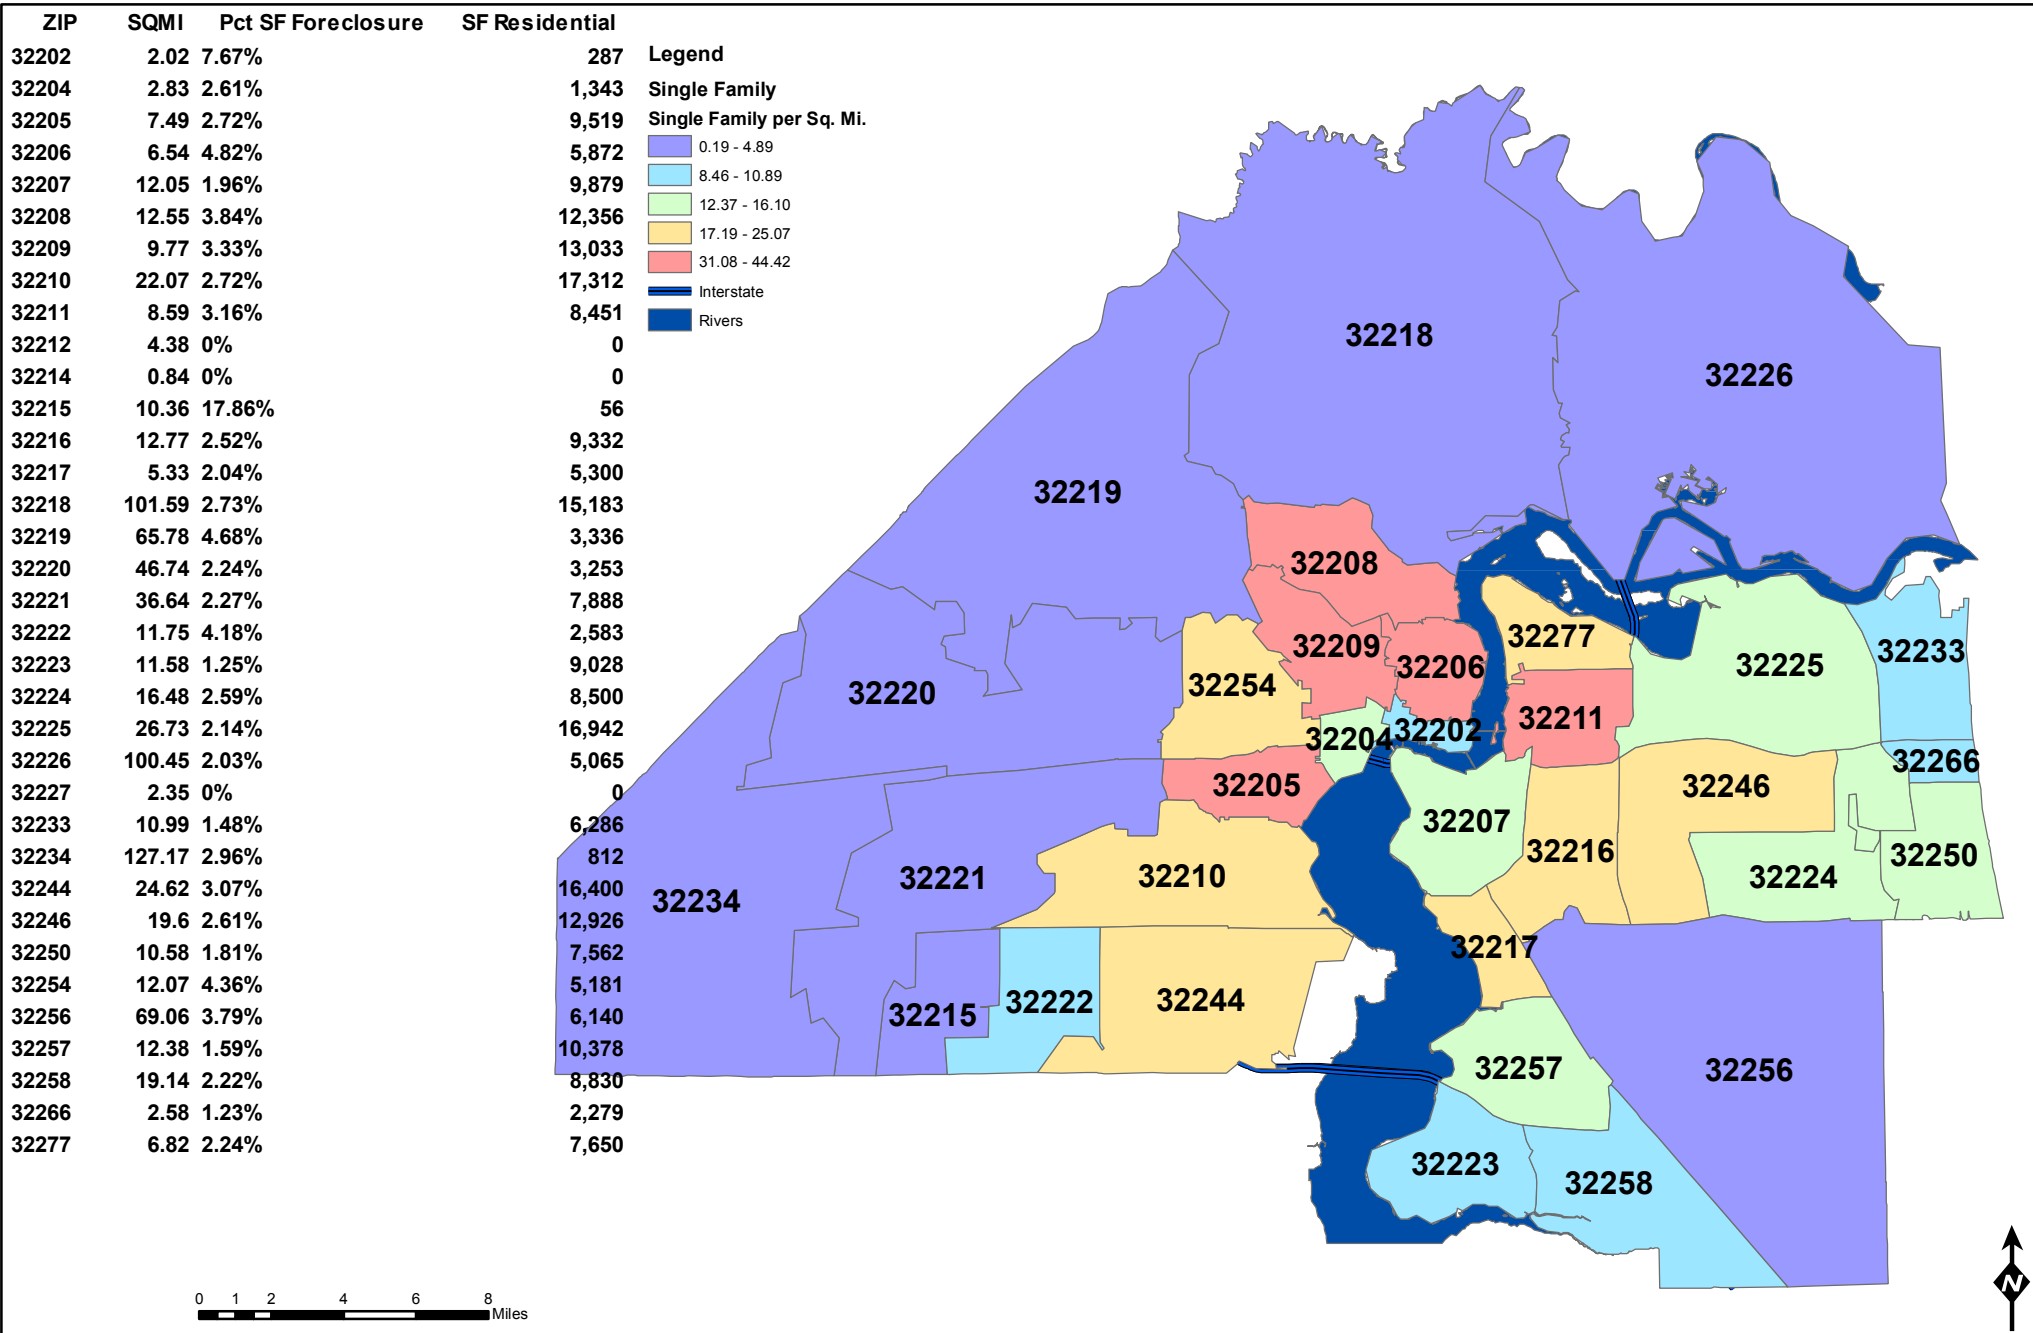 ZIP SQMI Pct SF Foreclosure SF Residential
32202 2.02 7.67% 287
32204 2.83 2.61% 1,343
32205 7.49 2.72% 9,519
32206 6.54 4.82% 5,872
32207 12.05 1.96% 9,879
32208 12.55 3.84% 12,356
32209 9.77 3.33% 13,033
32210 22.07 2.72% 17,312
32211 8.59 3.16% 8,451
32212 4.38 0% 0
32214 0.84 0% 0
32215 10.36 17.86% 56
32216 12.77 2.52% 9,332
32217 5.33 2.04% 5,300
32218 101.59 2.73% 15,183
32219 65.78 4.68% 3,336
32220 46.74 2.24% 3,253
32221 36.64 2.27% 7,888
32222 11.75 4.18% 2,583
32223 11.58 1.25% 9,028
32224 16.48 2.59% 8,500
32225 26.73 2.14% 16,942
32226 100.45 2.03% 5,065
32227 2.35 0% 0
32233 10.99 1.48% 6,286
32234 127.17 2.96% 812
32244 24.62 3.07% 16,400
32246 19.6 2.61% 12,926
32250 10.58 1.81% 7,562
32254 12.07 4.36% 5,181
32256 69.06 3.79% 6,140
32257 12.38 1.59% 10,378
32258 19.14 2.22% 8,830
32266 2.58 1.23% 2,279
32277 6.82 2.24% 7,650
Legend
Single Family
Single Family per Sq. Mi.
0.19 - 4.89
8.46 - 10.89
12.37 - 16.10
17.19 - 25.07
31.08 - 44.42
Interstate
Rivers
32218
32226
32219
32208
32277
32209
32206
32233
32225
32220
32254
32211
32204
32202
32266
32205
32246
32207
32216
32250
32221
32210
32224
32234
32217
32215
32222
32244
32257
32256
32223
32258
0 1 2 4 6 8
Miles
N